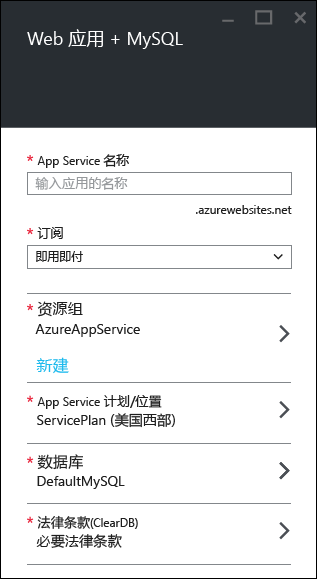 Web 应用 + MySQL
* App Service 名称
输入应用的名称
.azurewebsites.net
* 订阅
即用即付
* 资源组
AzureAppService
新建
* App Service 计划/位置
ServicePlan (美国西部)
* 数据库
DefaultMySQL
* 法律条款(ClearDB)
必要法律条款